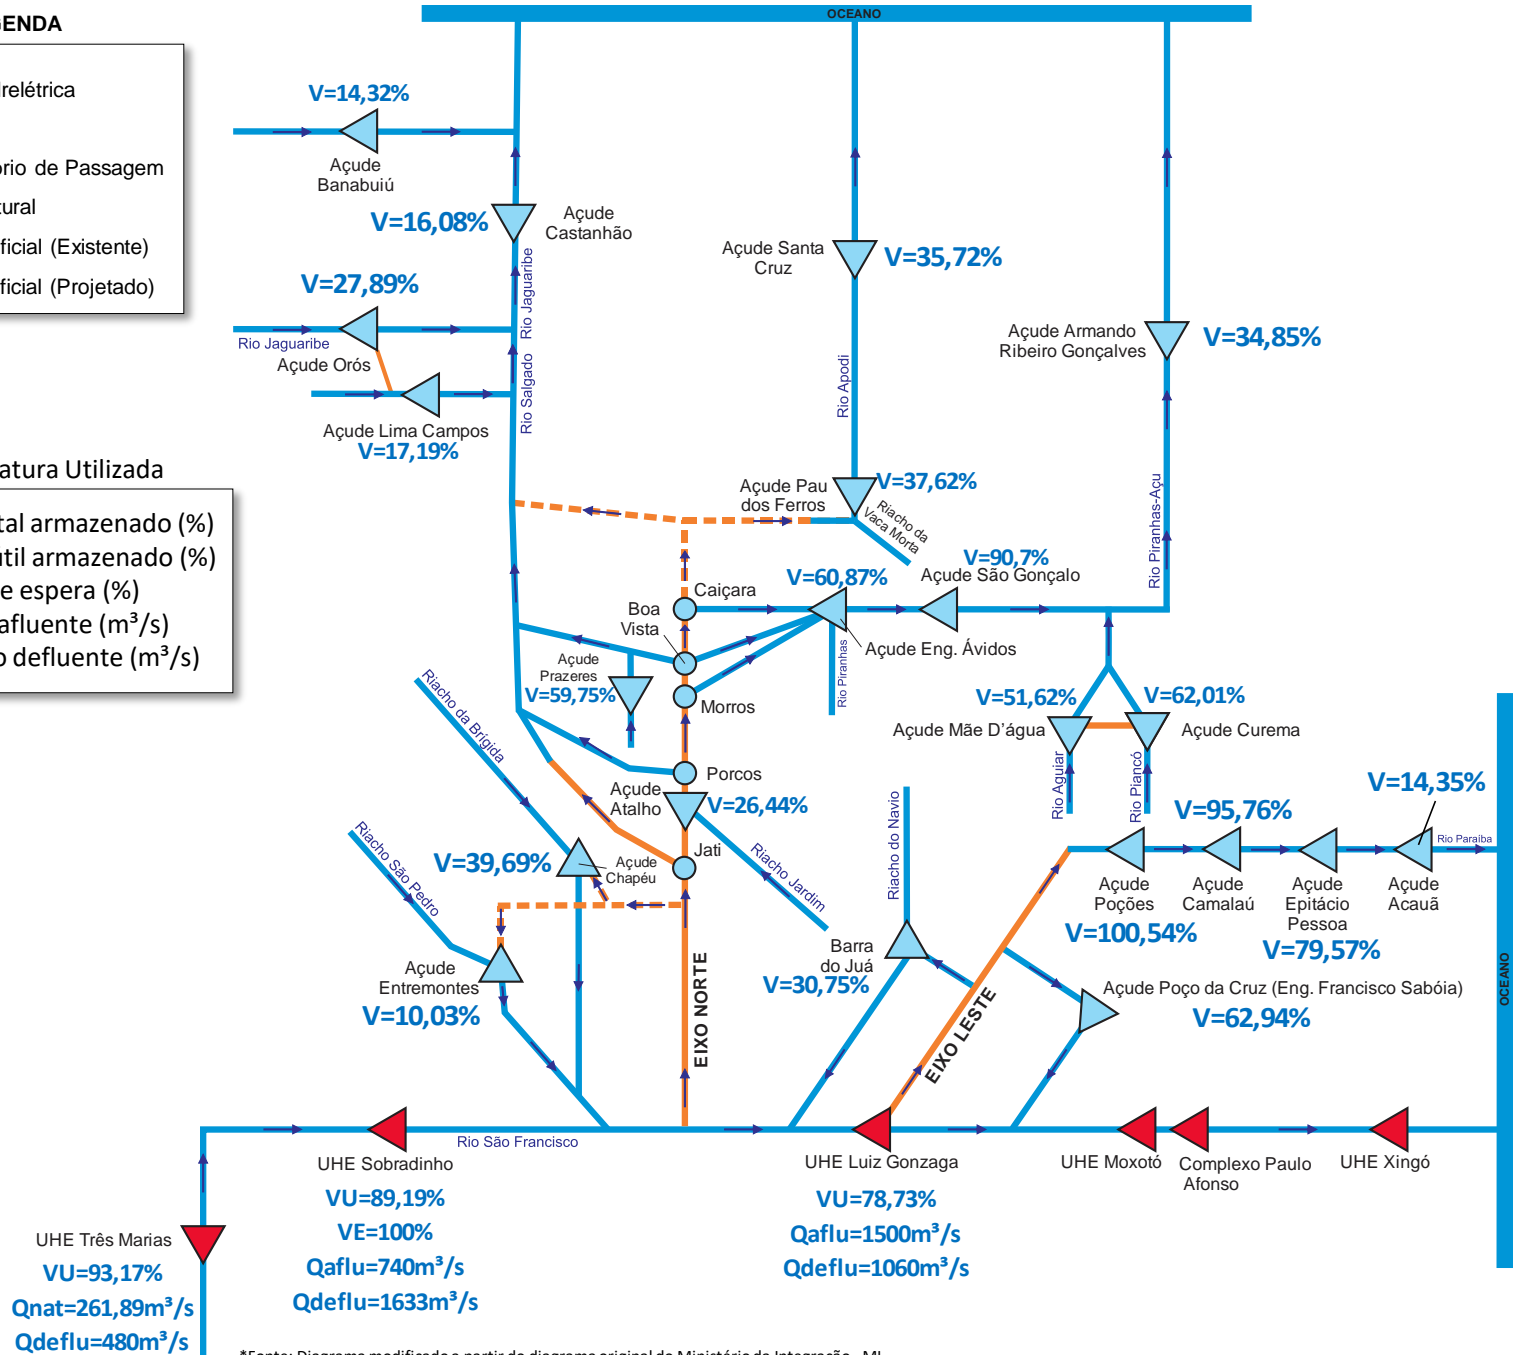 OCEANO
GENDA
V=14,32%
Açude
Banabuiú
V=16,08%
Açude
Castanhão
ficial (Existente)
ficial (Projetado)
V=27,89%
Rio Jaguaribe
Rio Jaguaribe
Açude Orós
Rio Salgado
Açude Lima Campos
V=17,19%
Açude Santa
Cruz
V=35,72%
Rio Apodi
Açude Armando
Ribeiro Gonçalves
V=34,85%
Rio Piranhas-Açu
atura Utilizada
tal armazenado (%)
útil armazenado (%)
e espera (%)
afluente (m³/s)
o defluente (m³/s)
Açude Pau
dos Ferros
V=37,62%
Riacho da
Vaca Morta
V=90,7%
Açude São Gonçalo
V=60,87%
Açude Eng. Ávidos
Rio Piranhas
Caiçara
Boa
Vista
Morros
Açude
Prazeres
V=59,75%
Porcos
Açude
Atalho
V=26,44%
Jati
Riacho Jardim
Riacho da Brígida
Riacho São Pedro
V=39,69%
Açude
Chapéu
Açude
Entremontes
V=10,03%
EIXO NORTE
V=51,62%
Açude Mãe D'água
V=62,01%
Açude Curema
Rio Aguiar
Rio Piancó
V=14,35%
V=95,76%
Rio Paraíba
Açude
Poções
V=100,54%
Açude
Camalaú
Açude
Epitácio
Pessoa
V=79,57%
Açude
Acauã
OCEANO
Riacho do Navio
Barra
do Juá
V=30,75%
EIXO LESTE
Açude Poço da Cruz (Eng. Francisco Sabóia)
V=62,94%
Rio São Francisco
UHE Sobradinho
VU=89,19%
VE=100%
Qaflu=740m³/s
Qdeflu=1633m³/s
UHE Luiz Gonzaga
VU=78,73%
Qaflu=1500m³/s
Qdeflu=1060m³/s
UHE Moxotó
Complexo Paulo
Afonso
UHE Xingó
UHE Três Marias
VU=93,17%
Qnat=261,89m³/s
Qdeflu=480m³/s
drelétrica
ório de Passagem
tural